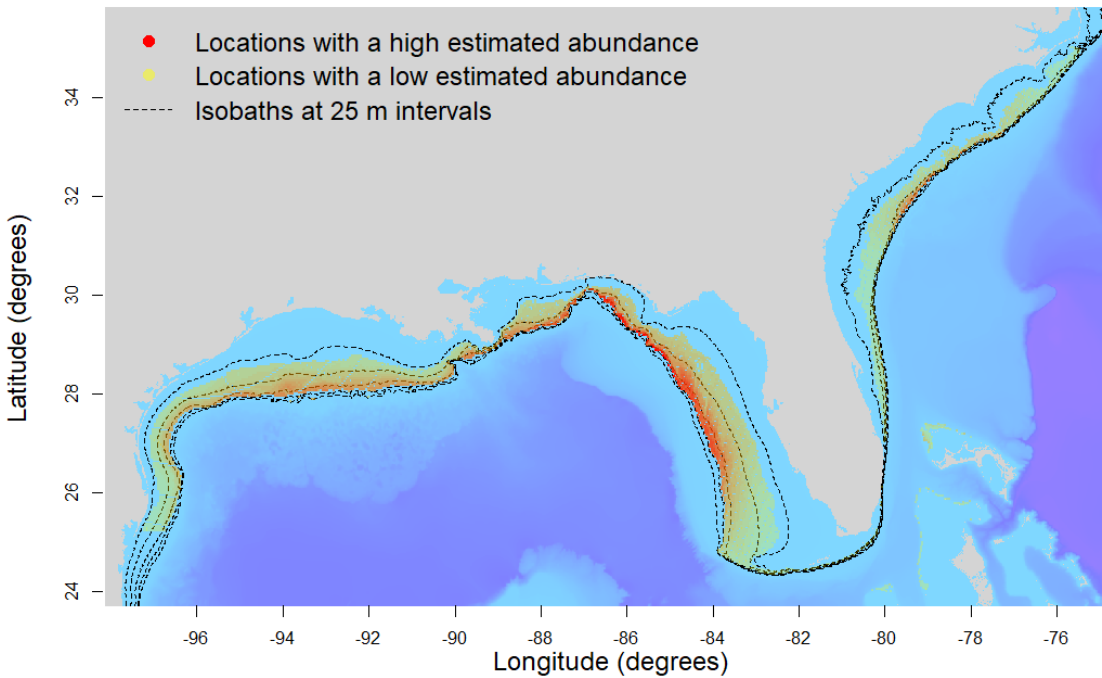 Locations with a high estimated abundance
Locations with a low estimated abundance
Isobaths at 25 m intervals
Latitude (degrees)
34
32
30
28
26
24
-96 -94 -92 -90 -88 -86 -84 -82 -80 -78 -76
Longitude (degrees)